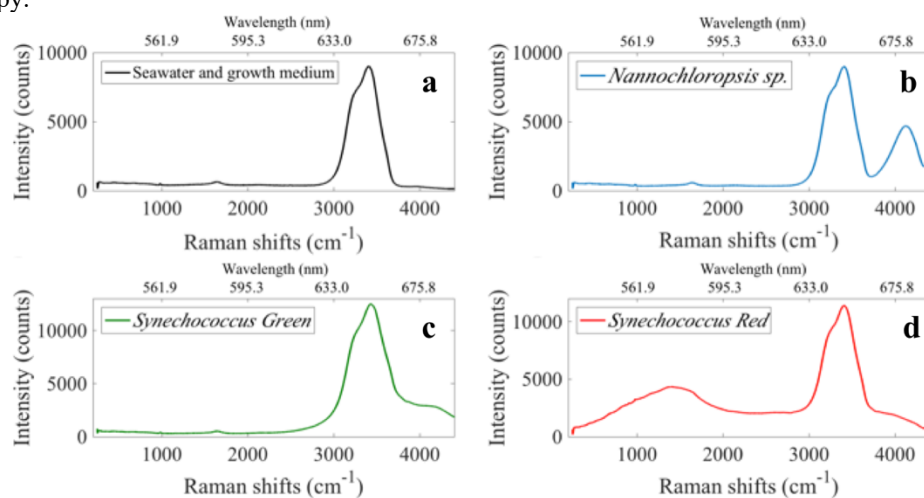 py.
Wavelength (nm)
561.9 595.3 633.0 675.8
10000
5000
0
Intensity (counts)
Seawater and growth medium
a
1000 2000 3000 4000
Raman shifts (cm⁻¹)
Wavelength (nm)
561.9 595.3 633.0 675.8
10000
5000
0
Intensity (counts)
Nannochloropsis sp.
b
1000 2000 3000 4000
Raman shifts (cm⁻¹)
Wavelength (nm)
561.9 595.3 633.0 675.8
10000
5000
0
Intensity (counts)
Synechococcus Green
c
1000 2000 3000 4000
Raman shifts (cm⁻¹)
Wavelength (nm)
561.9 595.3 633.0 675.8
10000
5000
0
Intensity (counts)
Synechococcus Red
d
1000 2000 3000 4000
Raman shifts (cm⁻¹)